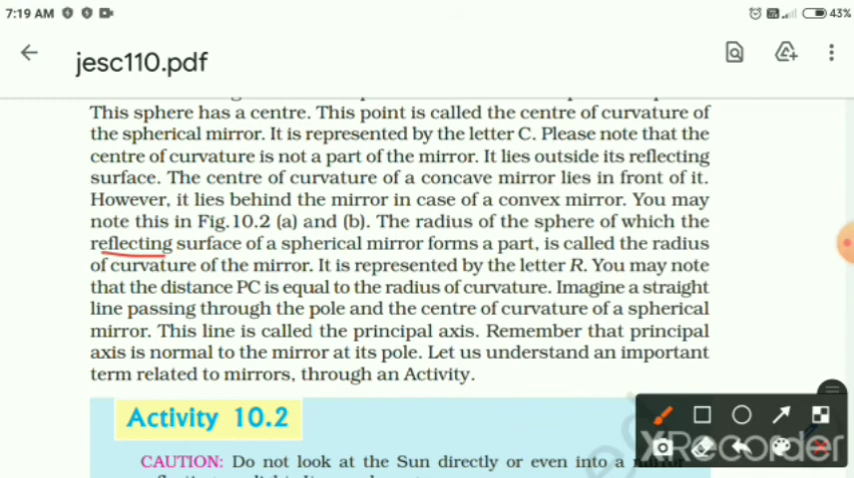 7:19 AM
43%
jesc110.pdf
This sphere has a centre. This point is called the centre of curvature of
the spherical mirror. It is represented by the letter C. Please note that the
centre of curvature is not a part of the mirror. It lies outside its reflecting
surface. The centre of curvature of a concave mirror lies in front of it.
However, it lies behind the mirror in case of a convex mirror. You may
note this in Fig.10.2 (a) and (b). The radius of the sphere of which the
reflecting surface of a spherical mirror forms a part, is called the radius
of curvature of the mirror. It is represented by the letter R. You may note
that the distance PC is equal to the radius of curvature. Imagine a straight
line passing through the pole and the centre of curvature of a spherical
mirror. This line is called the principal axis. Remember that principal
axis is normal to the mirror at its pole. Let us understand an important
term related to mirrors, through an Activity.
Activity 10.2
CAUTION: Do not look at the Sun directly or even into a mirror
XRecorder